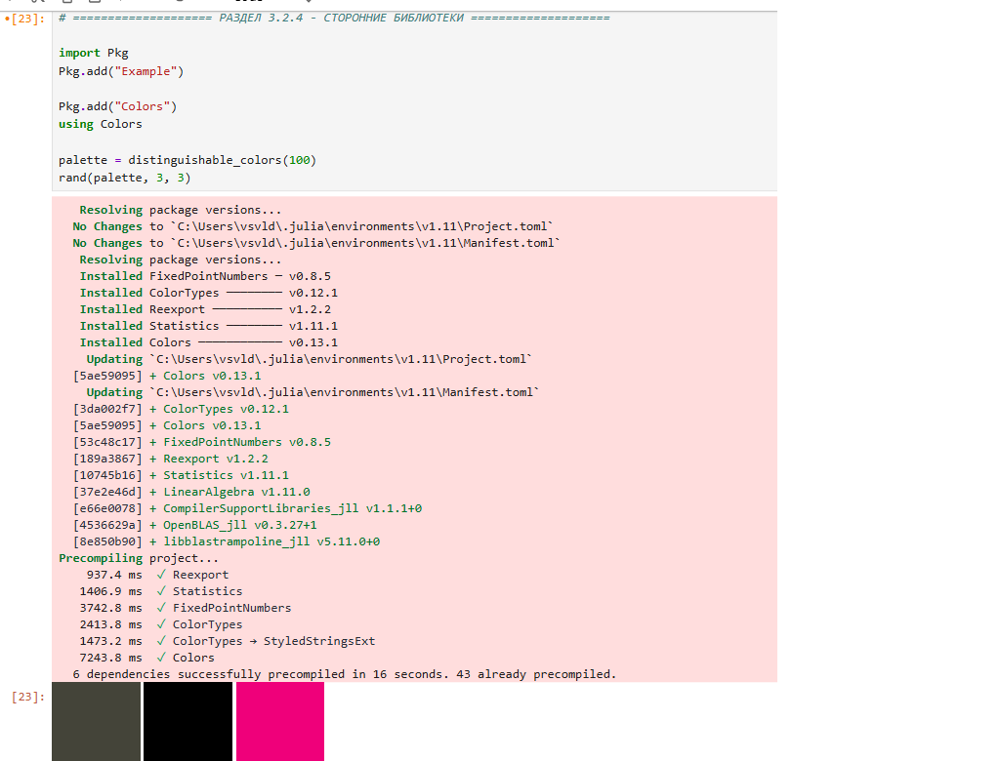 [23]:
# ==================== РАЗДЕЛ 3.2.4 - СТОРОННИЕ БИБЛИОТЕКИ ====================
import Pkg
Pkg.add("Example")
Pkg.add("Colors")
using Colors
palette = distinguishable_colors(100)
rand(palette, 3, 3)
Resolving package versions...
No Changes to `C:\Users\vsvld\.julia\environments\v1.11\Project.toml`
No Changes to `C:\Users\vsvld\.julia\environments\v1.11\Manifest.toml`
Resolving package versions...
Installed FixedPointNumbers ─ v0.8.5
Installed ColorTypes ──────── v0.12.1
Installed Reexport ────────── v1.2.2
Installed Statistics ──────── v1.11.1
Installed Colors ──────────── v0.13.1
Updating `C:\Users\vsvld\.julia\environments\v1.11\Project.toml`
[5ae59095] + Colors v0.13.1
Updating `C:\Users\vsvld\.julia\environments\v1.11\Manifest.toml`
[3da002f7] + ColorTypes v0.12.1
[5ae59095] + Colors v0.13.1
[53c48c17] + FixedPointNumbers v0.8.5
[189a3867] + Reexport v1.2.2
[10745b16] + Statistics v1.11.1
[37e2e46d] + LinearAlgebra v1.11.0
[e66e0078] + CompilerSupportLibraries_jll v1.1.1+0
[4536629a] + OpenBLAS_jll v0.3.27+1
[8e850b90] + libblastrampoline_jll v5.11.0+0
Precompiling project...
937.4 ms ✓ Reexport
1406.9 ms ✓ Statistics
3742.8 ms ✓ FixedPointNumbers
2413.8 ms ✓ ColorTypes
1473.2 ms ✓ ColorTypes → StyledStringsExt
7243.8 ms ✓ Colors
6 dependencies successfully precompiled in 16 seconds. 43 already precompiled.
[23]: